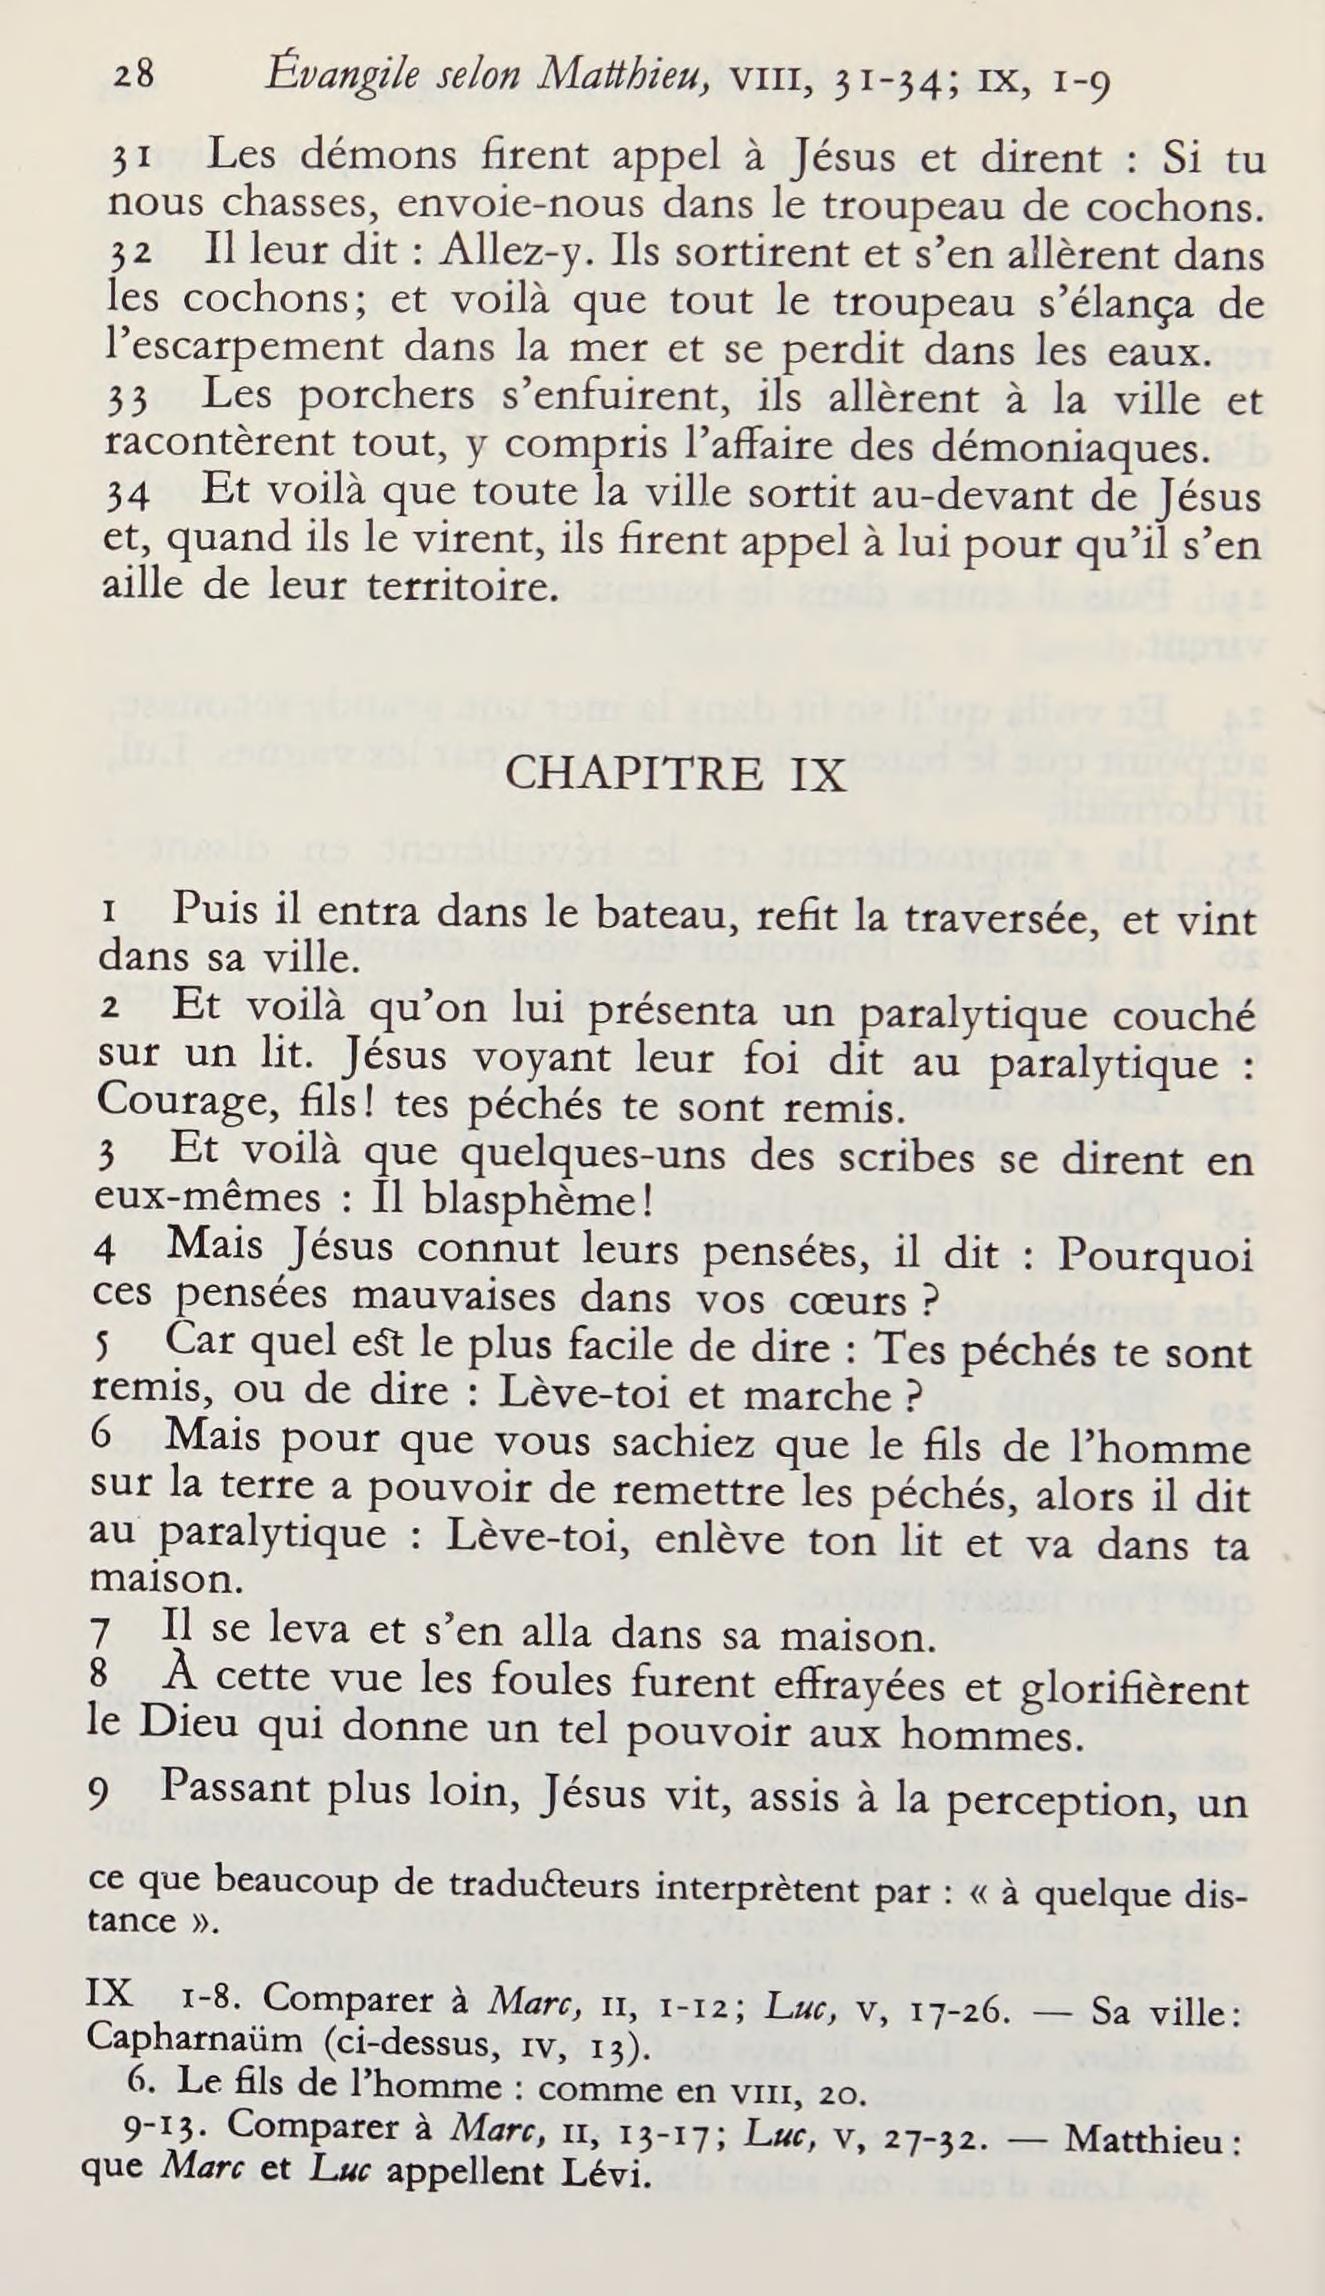 28 Évangile selon Matthieu, VIII, 31-34; IX, 1-9
31 Les démons firent appel à Jésus et dirent : Si tu
nous chasses, envoie-nous dans le troupeau de cochons.
32 Il leur dit : Allez-y. Ils sortirent et s’en allèrent dans
les cochons; et voilà que tout le troupeau s’élança de
l’escarpement dans la mer et se perdit dans les eaux.
33 Les porchers s’enfuirent, ils allèrent à la ville et
racontèrent tout, y compris l’affaire des démoniaques.
34 Et voilà que toute la ville sortit au-devant de Jésus
et, quand ils le virent, ils firent appel à lui pour qu’il s’en
aille de leur territoire.
CHAPITRE IX
1 Puis il entra dans le bateau, refit la traversée, et vint
dans sa ville.
2 Et voilà qu’on lui présenta un paralytique couché
sur un lit. Jésus voyant leur foi dit au paralytique :
Courage, fils! tes péchés te sont remis.
3 Et voilà que quelques-uns des scribes se dirent en
eux-mêmes : Il blasphème!
4 Mais Jésus connut leurs pensées, il dit : Pourquoi
ces pensées mauvaises dans vos cœurs ?
5 Car quel est le plus facile de dire : Tes péchés te sont
remis, ou de dire : Lève-toi et marche ?
6 Mais pour que vous sachiez que le fils de l’homme
sur la terre a pouvoir de remettre les péchés, alors il dit
au paralytique : Lève-toi, enlève ton lit et va dans ta
maison.
7 Il se leva et s’en alla dans sa maison.
8 À cette vue les foules furent effrayées et glorifièrent
le Dieu qui donne un tel pouvoir aux hommes.
9 Passant plus loin, Jésus vit, assis à la perception, un
ce que beaucoup de traducteurs interprètent par : « à quelque dis-
tance ».
IX 1-8. Comparer à Marc, II, 1-12; Luc, V, 17-26. — Sa ville:
Capharnaüm (ci-dessus, IV, 13).
6. Le fils de l’homme : comme en VIII, 20.
9-13. Comparer à Marc, II, 13-17; Luc, V, 27-32. — Matthieu :
que Marc et Luc appellent Lévi.